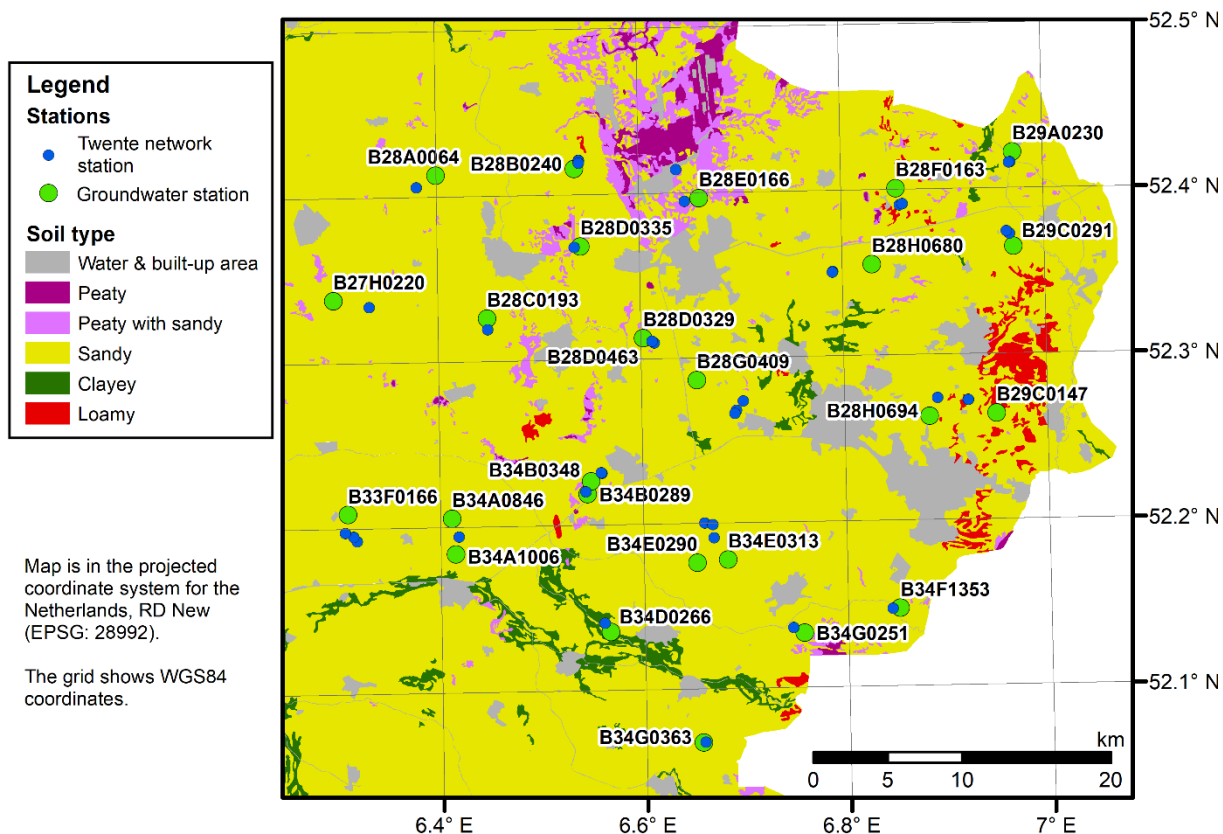 Legend
Stations
Twente network
station
Groundwater station
Soil type
Water & built-up area
Peaty
Peaty with sandy
Sandy
Clayey
Loamy
Map is in the projected
coordinate system for the
Netherlands, RD New
(EPSG: 28992).
The grid shows WGS84
coordinates.
52.5° N
B29A0230
B28A0064
B28B0240
B28F0163
B28E0166
52.4° N
B28D0335
B29C0291
B28H0680
B27H0220
B28C0193
B28D0329
B28D0463
52.3° N
B28G0409
B29C0147
B28H0694
B34B0348
B33F0166
B34A0846
B34B0289
52.2° N
B34E0290
B34E0313
B34A1006
B34F1353
B34D0266
B34G0251
52.1° N
B34G0363
km
0 5 10 20
6.4° E 6.6° E 6.8° E 7° E